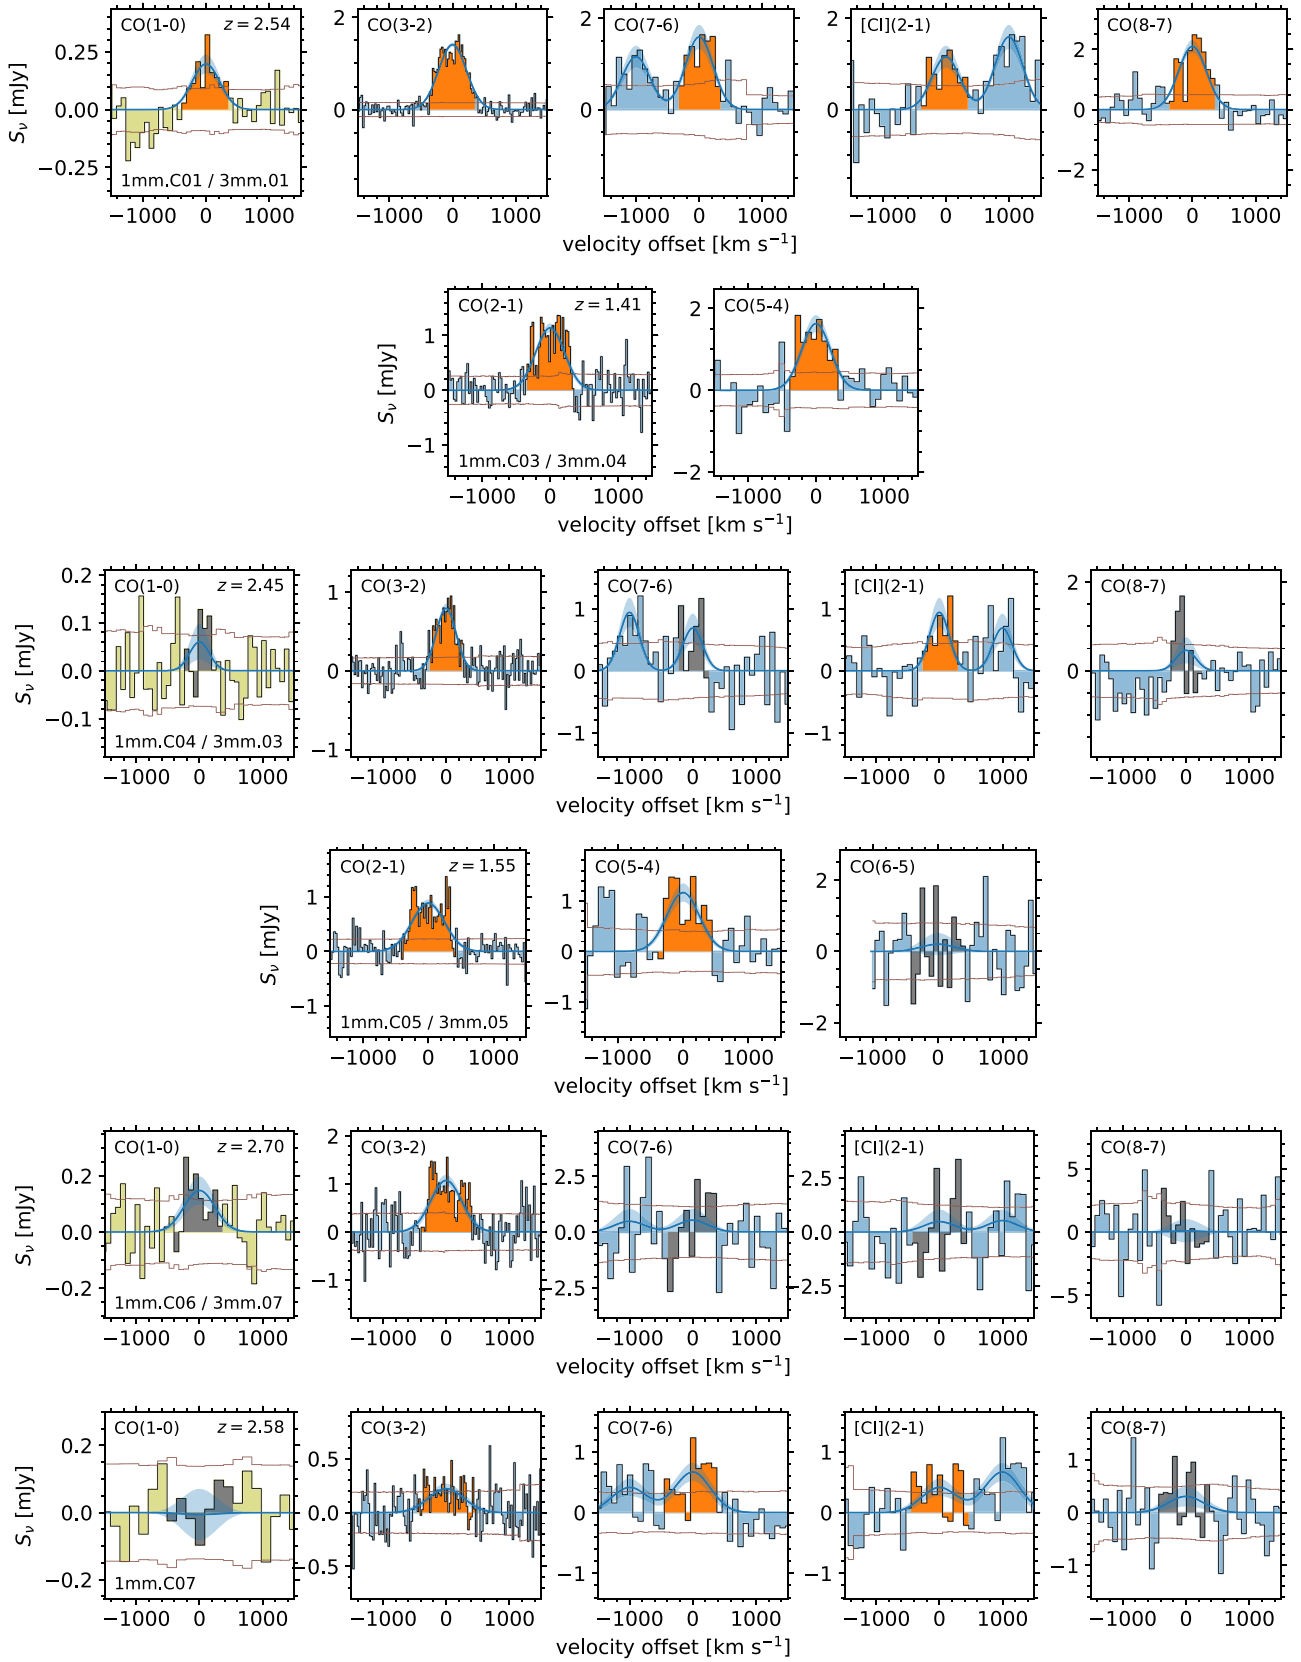 CO(1-0) z = 2.54 CO(3-2) CO(7-6) [CI](2-1) CO(8-7)
0.25 0.00 −0.25
2 1 0
2 1 0
2 1 0
2 0 −2
Sν [mJy]
1mm.C01 / 3mm.01
−1000 0 1000 −1000 0 1000 −1000 0 1000 −1000 0 1000 −1000 0 1000
velocity offset [km s⁻¹]
CO(2-1) z = 1.41 CO(5-4)
1 0 −1
2 0 −2
Sν [mJy]
1mm.C03 / 3mm.04
−1000 0 1000 −1000 0 1000
velocity offset [km s⁻¹]
CO(1-0) z = 2.45 CO(3-2) CO(7-6) [CI](2-1) CO(8-7)
0.2 0.1 0.0 −0.1
1 0 −1
1 0 −1
1 0 −1
2 0
Sν [mJy]
1mm.C04 / 3mm.03
−1000 0 1000 −1000 0 1000 −1000 0 1000 −1000 0 1000 −1000 0 1000
velocity offset [km s⁻¹]
CO(2-1) z = 1.55 CO(5-4) CO(6-5)
1 0 −1
1 0 −1
2 0 −2
Sν [mJy]
1mm.C05 / 3mm.05
−1000 0 1000 −1000 0 1000 −1000 0 1000
velocity offset [km s⁻¹]
CO(1-0) z = 2.70 CO(3-2) CO(7-6) [CI](2-1) CO(8-7)
0.2 0.0 −0.2
2 1 0 −1
2.5 0.0 −2.5
2.5 0.0 −2.5
5 0 −5
Sν [mJy]
1mm.C06 / 3mm.07
−1000 0 1000 −1000 0 1000 −1000 0 1000 −1000 0 1000 −1000 0 1000
velocity offset [km s⁻¹]
CO(1-0) z = 2.58 CO(3-2) CO(7-6) [CI](2-1) CO(8-7)
0.2 0.0 −0.2
0.5 0.0 −0.5
1 0 −1
1 0 −1
1 0 −1
Sν [mJy]
1mm.C07
−1000 0 1000 −1000 0 1000 −1000 0 1000 −1000 0 1000 −1000 0 1000
velocity offset [km s⁻¹]